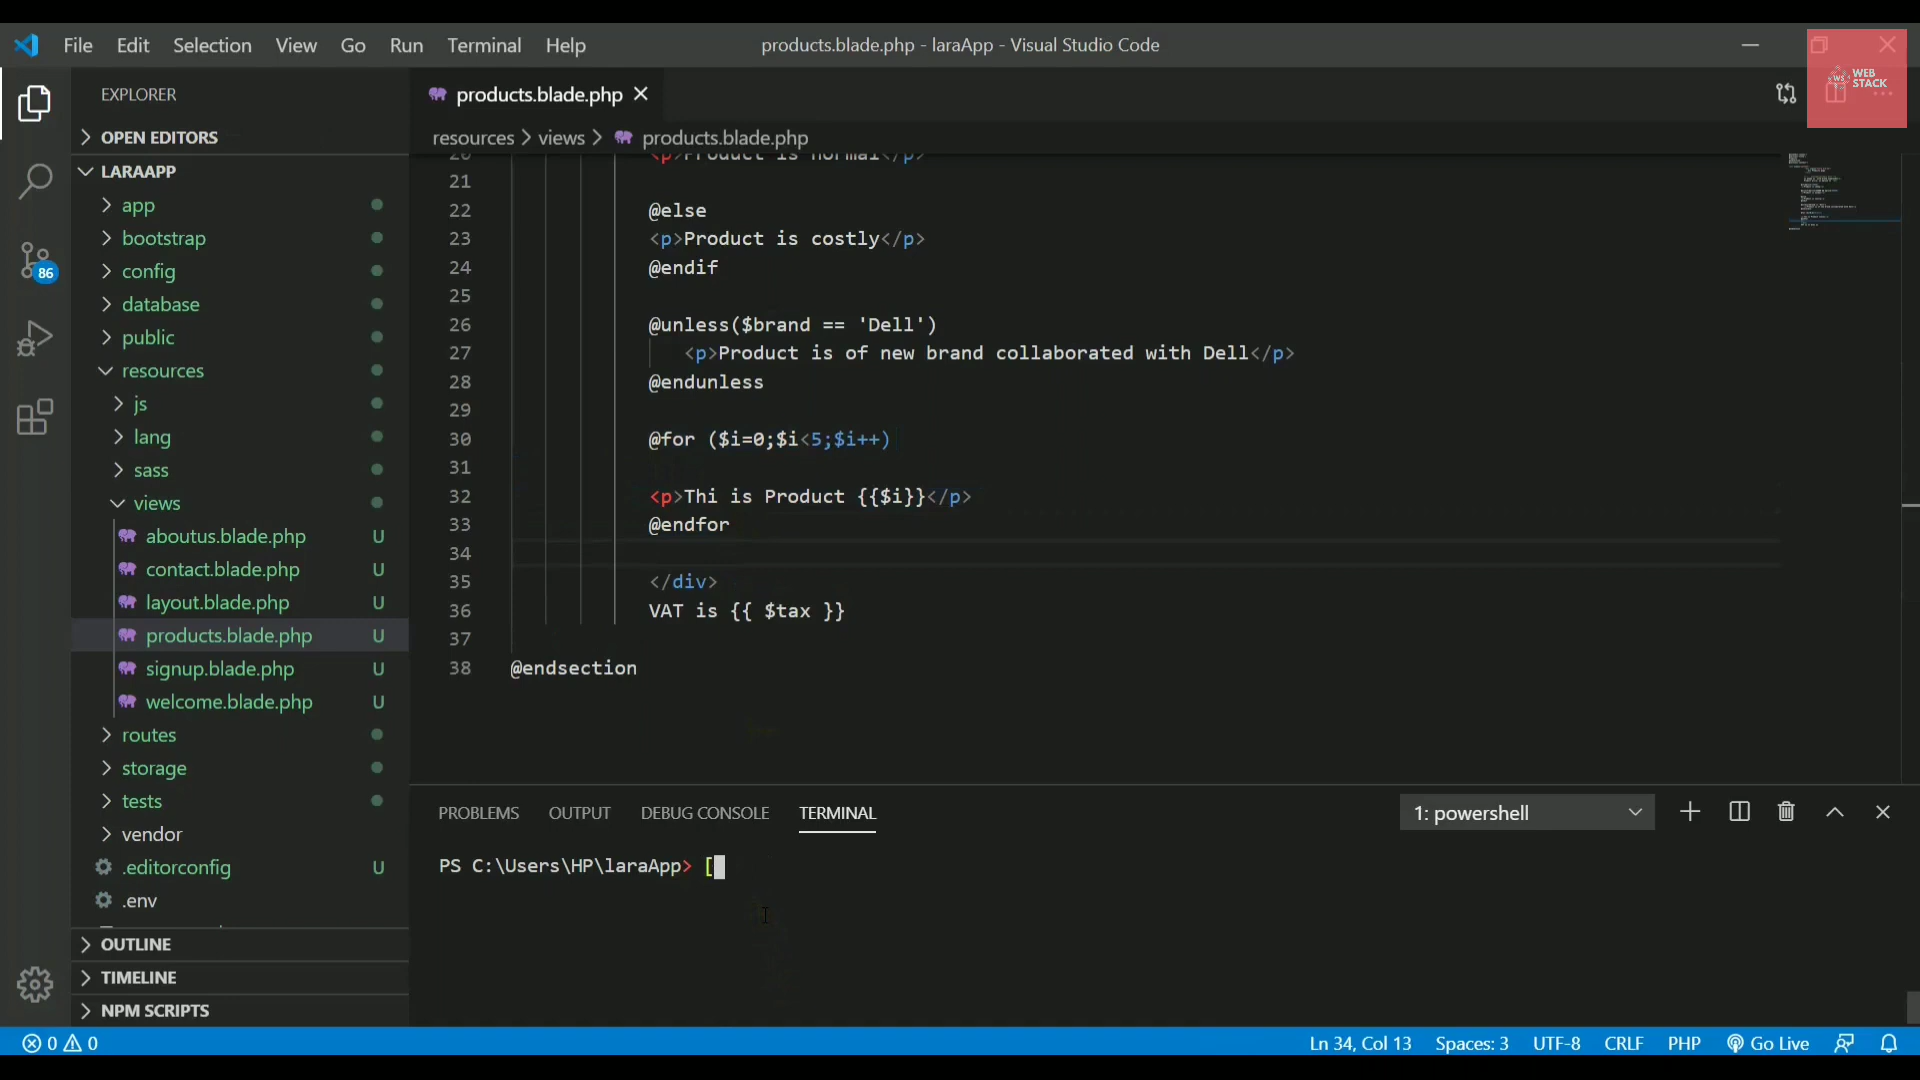 File Edit Selection View Go Run Terminal Help
products.blade.php - laraApp - Visual Studio Code
WEB
STACK
WS
EXPLORER
OPEN EDITORS
LARAAPP
app
bootstrap
config
database
public
resources
js
lang
sass
views
aboutus.blade.php U
contact.blade.php U
layout.blade.php U
products.blade.php U
signup.blade.php U
welcome.blade.php U
routes
storage
tests
vendor
.editorconfig U
.env
OUTLINE
TIMELINE
NPM SCRIPTS
86
products.blade.php
resources > views > products.blade.php
20 <p>Product is normal</p>
21
22 @else
23 <p>Product is costly</p>
24 @endif
25
26 @unless($brand == 'Dell')
27 <p>Product is of new brand collaborated with Dell</p>
28 @endunless
29
30 @for ($i=0;$i<5;$i++)
31
32 <p>Thi is Product {{$i}}</p>
33 @endfor
34
35 </div>
36 VAT is {{ $tax }}
37
38 @endsection
PROBLEMS OUTPUT DEBUG CONSOLE TERMINAL
1: powershell
PS C:\Users\HP\laraApp> [
0 0
Ln 34, Col 13 Spaces: 3 UTF-8 CRLF PHP Go Live